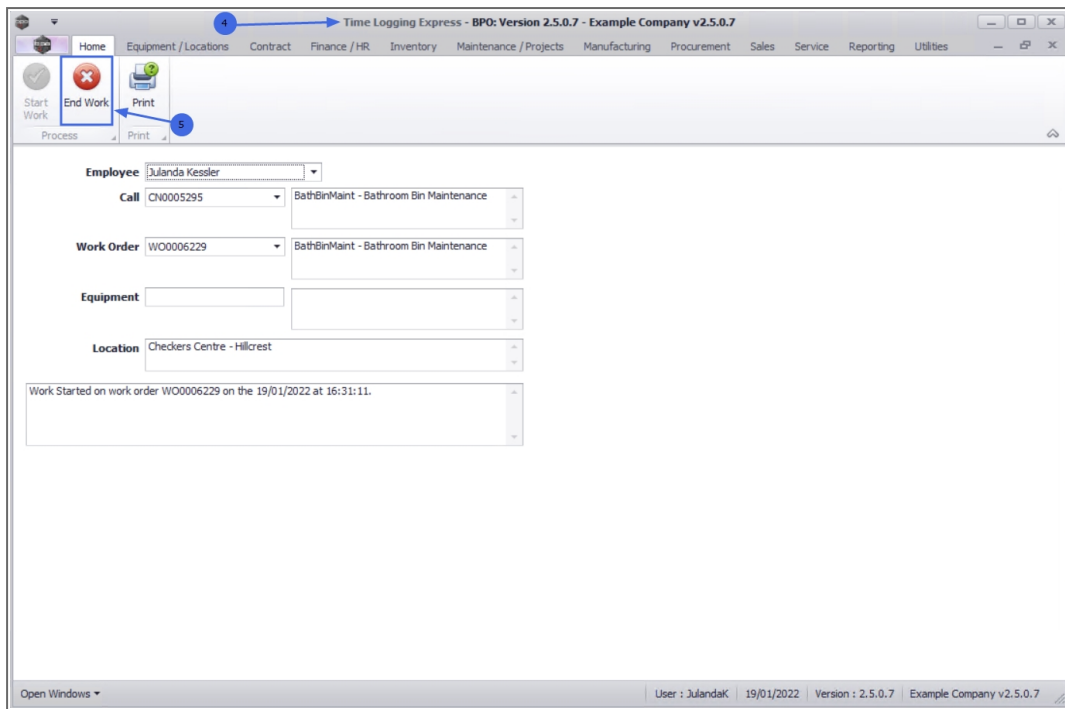 4
Time Logging Express - BPO: Version 2.5.0.7 - Example Company v2.5.0.7
Home Equipment / Locations Contract Finance / HR Inventory Maintenance / Projects Manufacturing Procurement Sales Service Reporting Utilities
Start Work
End Work
Print
5
Process
Print
Employee Julanda Kessler
Call CN0005295 BathBinMaint - Bathroom Bin Maintenance
Work Order WO0006229 BathBinMaint - Bathroom Bin Maintenance
Equipment
Location Checkers Centre - Hillcrest
Work Started on work order WO0006229 on the 19/01/2022 at 16:31:11.
Open Windows User : JulandaK 19/01/2022 Version : 2.5.0.7 Example Company v2.5.0.7